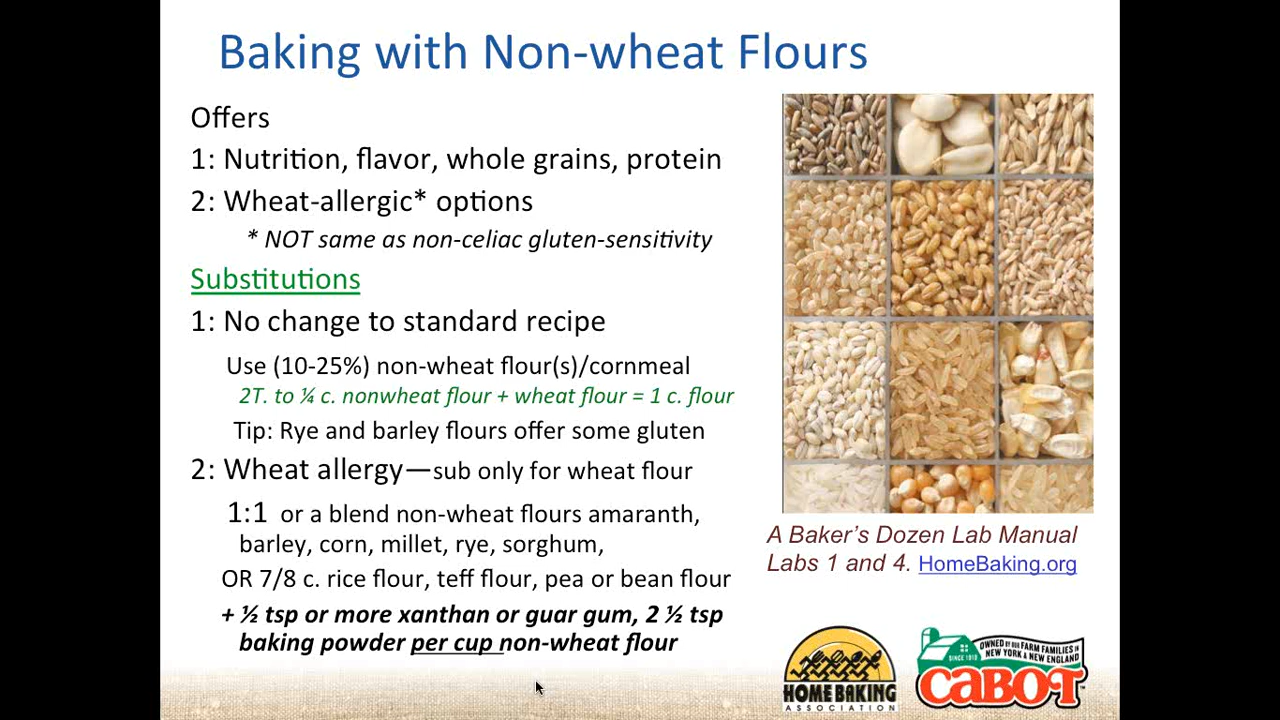 Baking with Non-wheat Flours
Offers
1: Nutrition, flavor, whole grains, protein
2: Wheat-allergic* options
* NOT same as non-celiac gluten-sensitivity
Substitutions
1: No change to standard recipe
Use (10-25%) non-wheat flour(s)/cornmeal
2T. to ¼ c. nonwheat flour + wheat flour = 1 c. flour
Tip: Rye and barley flours offer some gluten
2: Wheat allergy—sub only for wheat flour
1:1 or a blend non-wheat flours amaranth,
barley, corn, millet, rye, sorghum,
OR 7/8 c. rice flour, teff flour, pea or bean flour
+ ½ tsp or more xanthan or guar gum, 2 ½ tsp
baking powder per cup non-wheat flour
A Baker's Dozen Lab Manual
Labs 1 and 4. HomeBaking.org
HOME BAKING
ASSOCIATION
SINCE 1919
OWNED BY OUR FARM FAMILIES IN
NEW YORK & NEW ENGLAND
CABOT